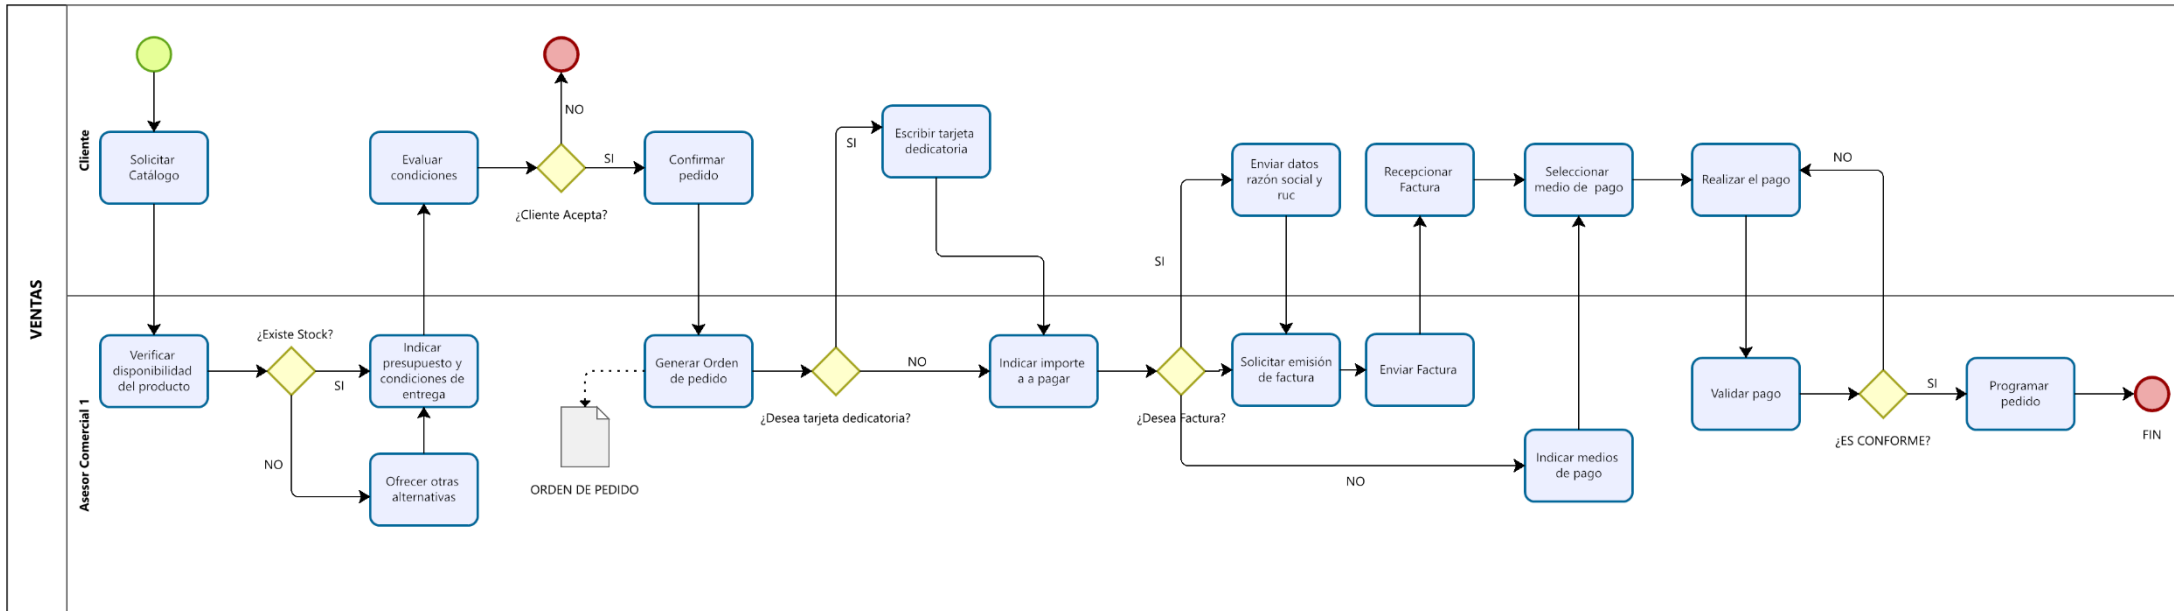 VENTAS
Cliente
Asesor Comercial 1
Solicitar
Catálogo
Verificar
disponibilidad
del producto
¿Existe Stock?
SI
NO
Indicar
presupuesto y
condiciones de
entrega
Ofrecer otras
alternativas
Evaluar
condiciones
¿Cliente Acepta?
NO
SI
Confirmar
pedido
Generar Orden
de pedido
ORDEN DE PEDIDO
¿Desea tarjeta dedicatoria?
SI
NO
Escribir tarjeta
dedicatoria
Indicar importe
a a pagar
¿Desea Factura?
SI
NO
Enviar datos
razón social y
ruc
Solicitar emisión
de factura
Enviar Factura
Recepcionar
Factura
Indicar medios
de pago
Seleccionar
medio de pago
Realizar el pago
Validar pago
¿ES CONFORME?
NO
SI
Programar
pedido
FIN